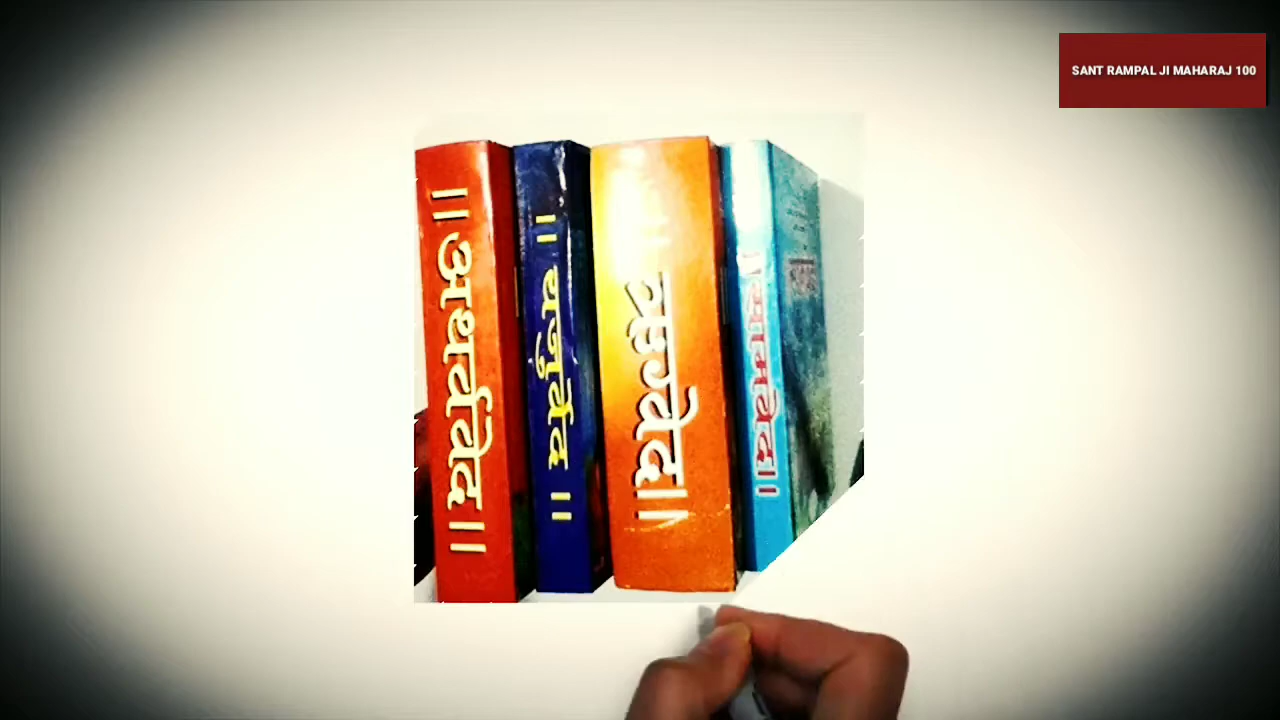 SANT RAMPAL JI MAHARAJ 100
।। अथर्ववेद ।।
।। यजुर्वेद ।।
ऋग्वेद ।।
।। सामवेद ।।